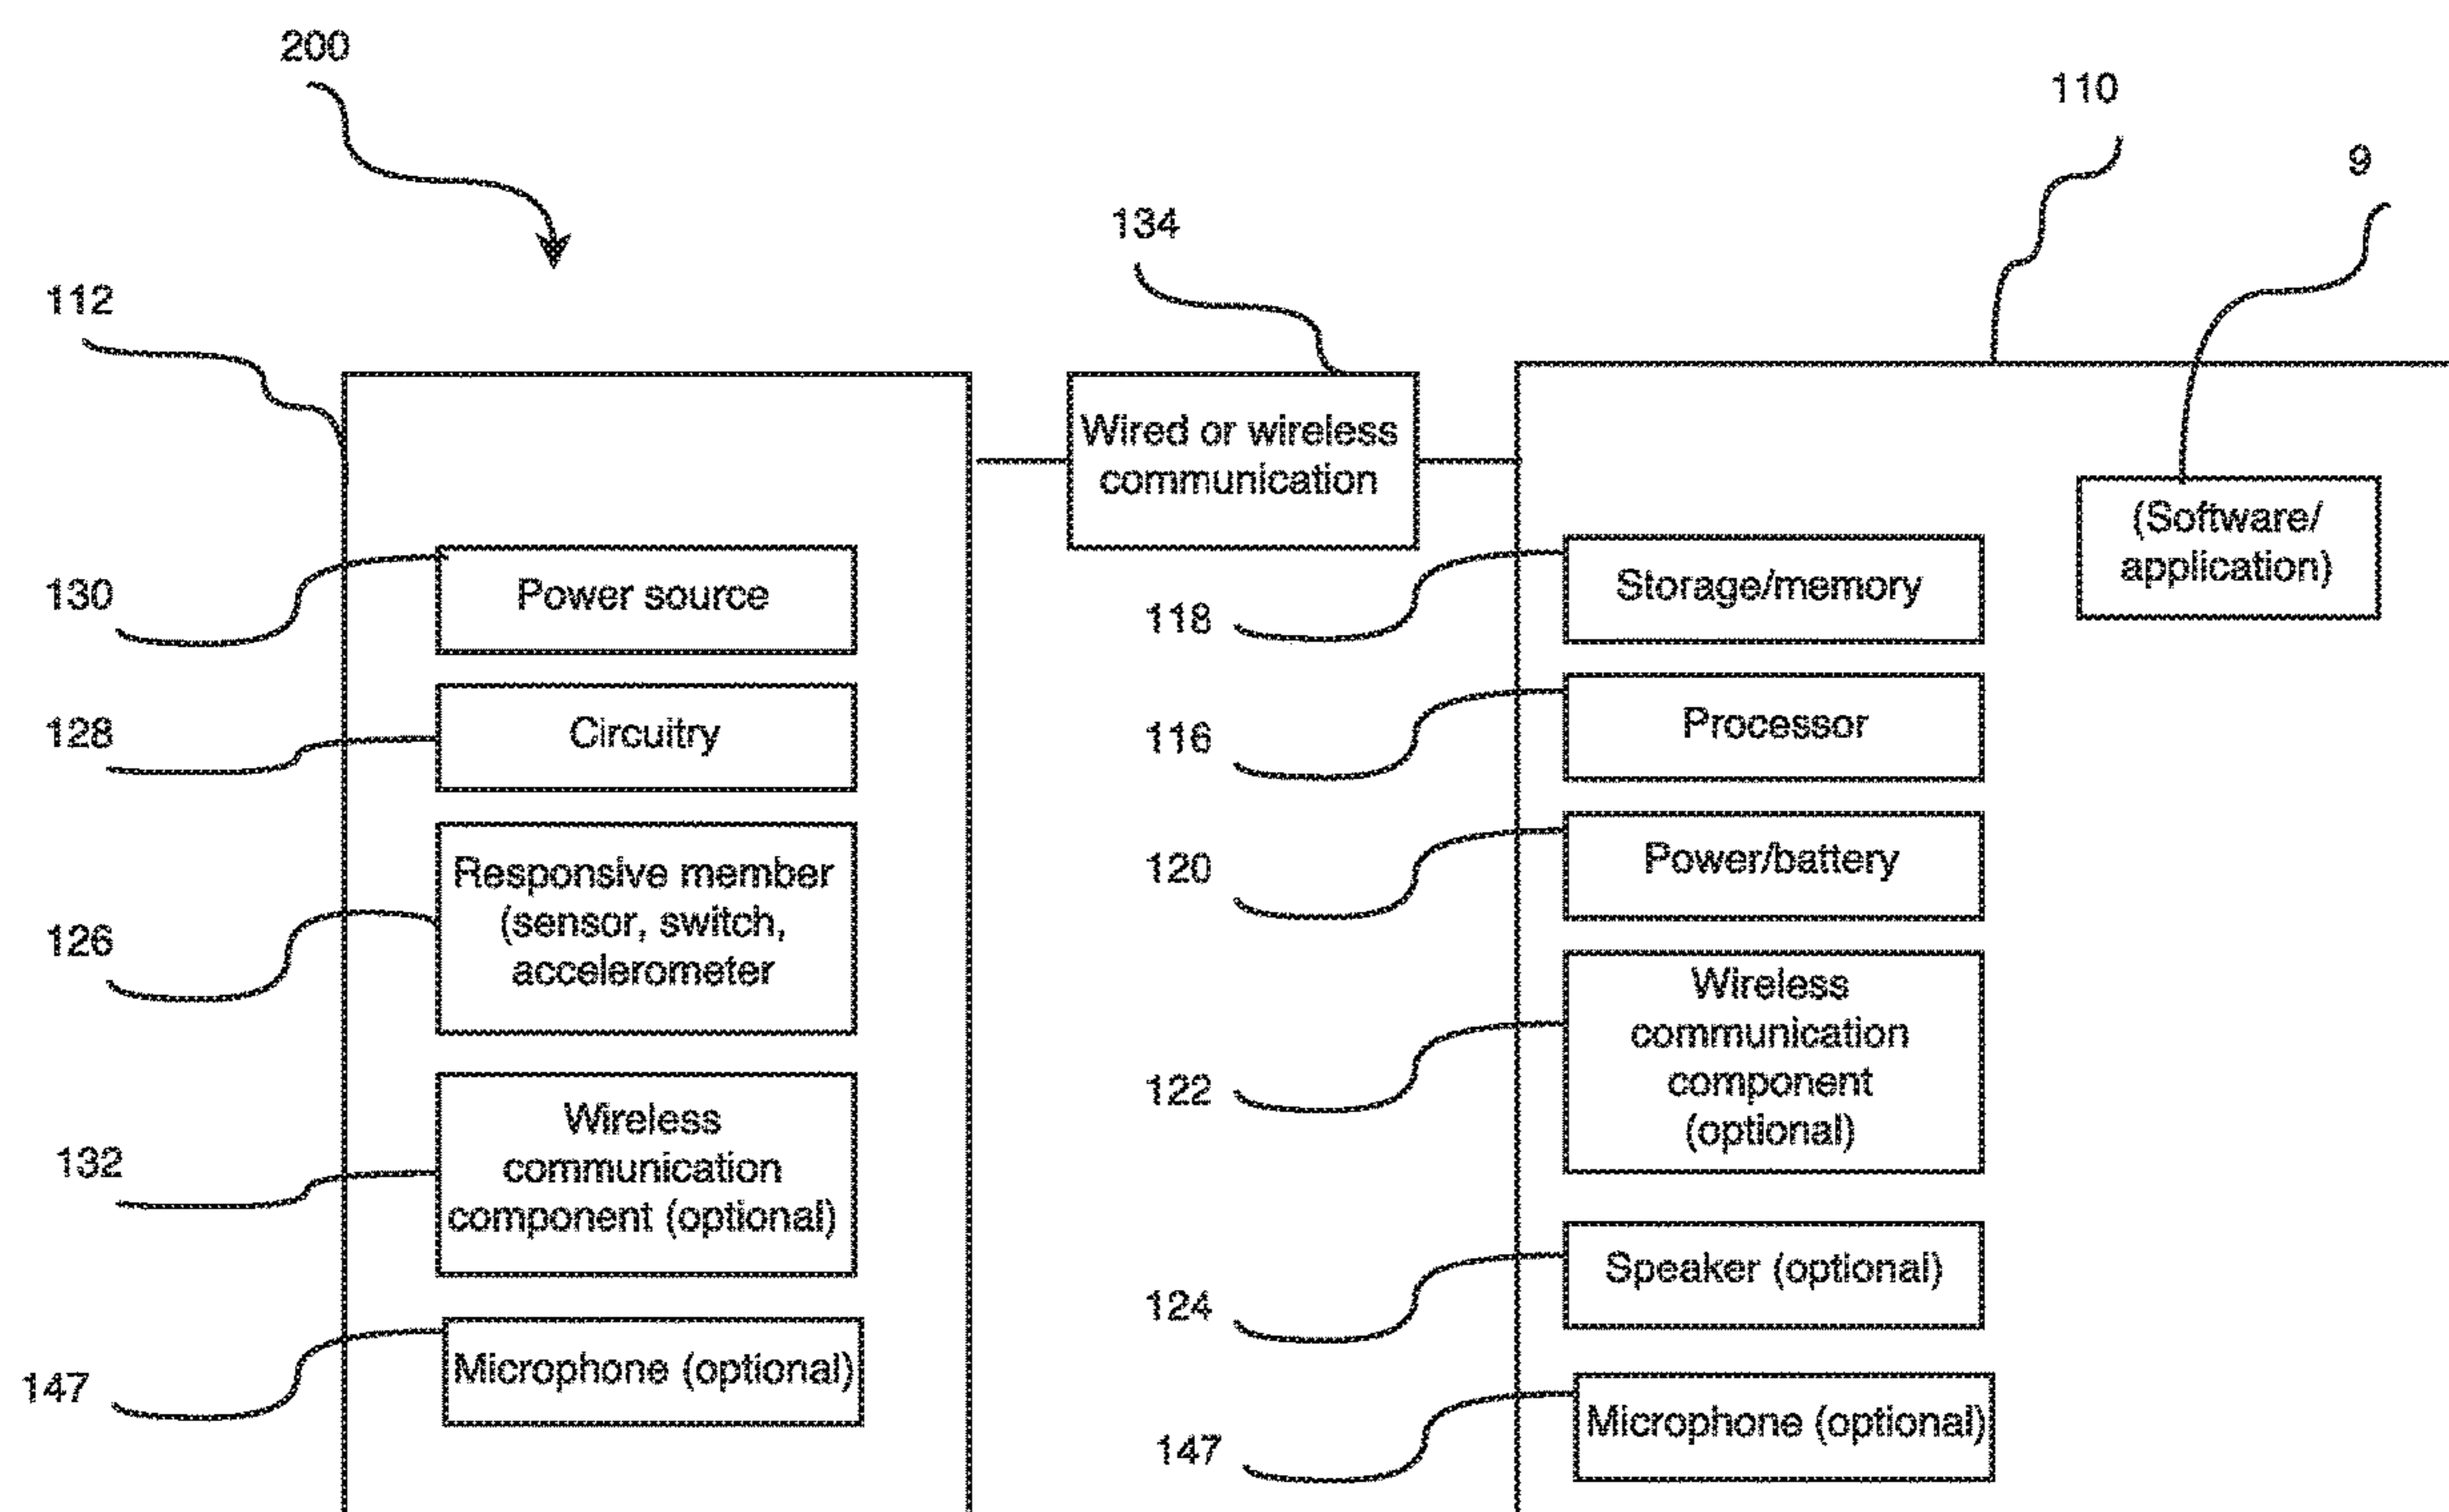 200
110
9
134
112
Wired or wireless
communication
(Software/
application)
130
Power source
118
Storage/memory
128
Circuitry
116
Processor
126
Responsive member
(sensor, switch,
accelerometer
120
Power/battery
122
Wireless
communication
component
(optional)
132
Wireless
communication
component (optional)
124
Speaker (optional)
147
Microphone (optional)
147
Microphone (optional)